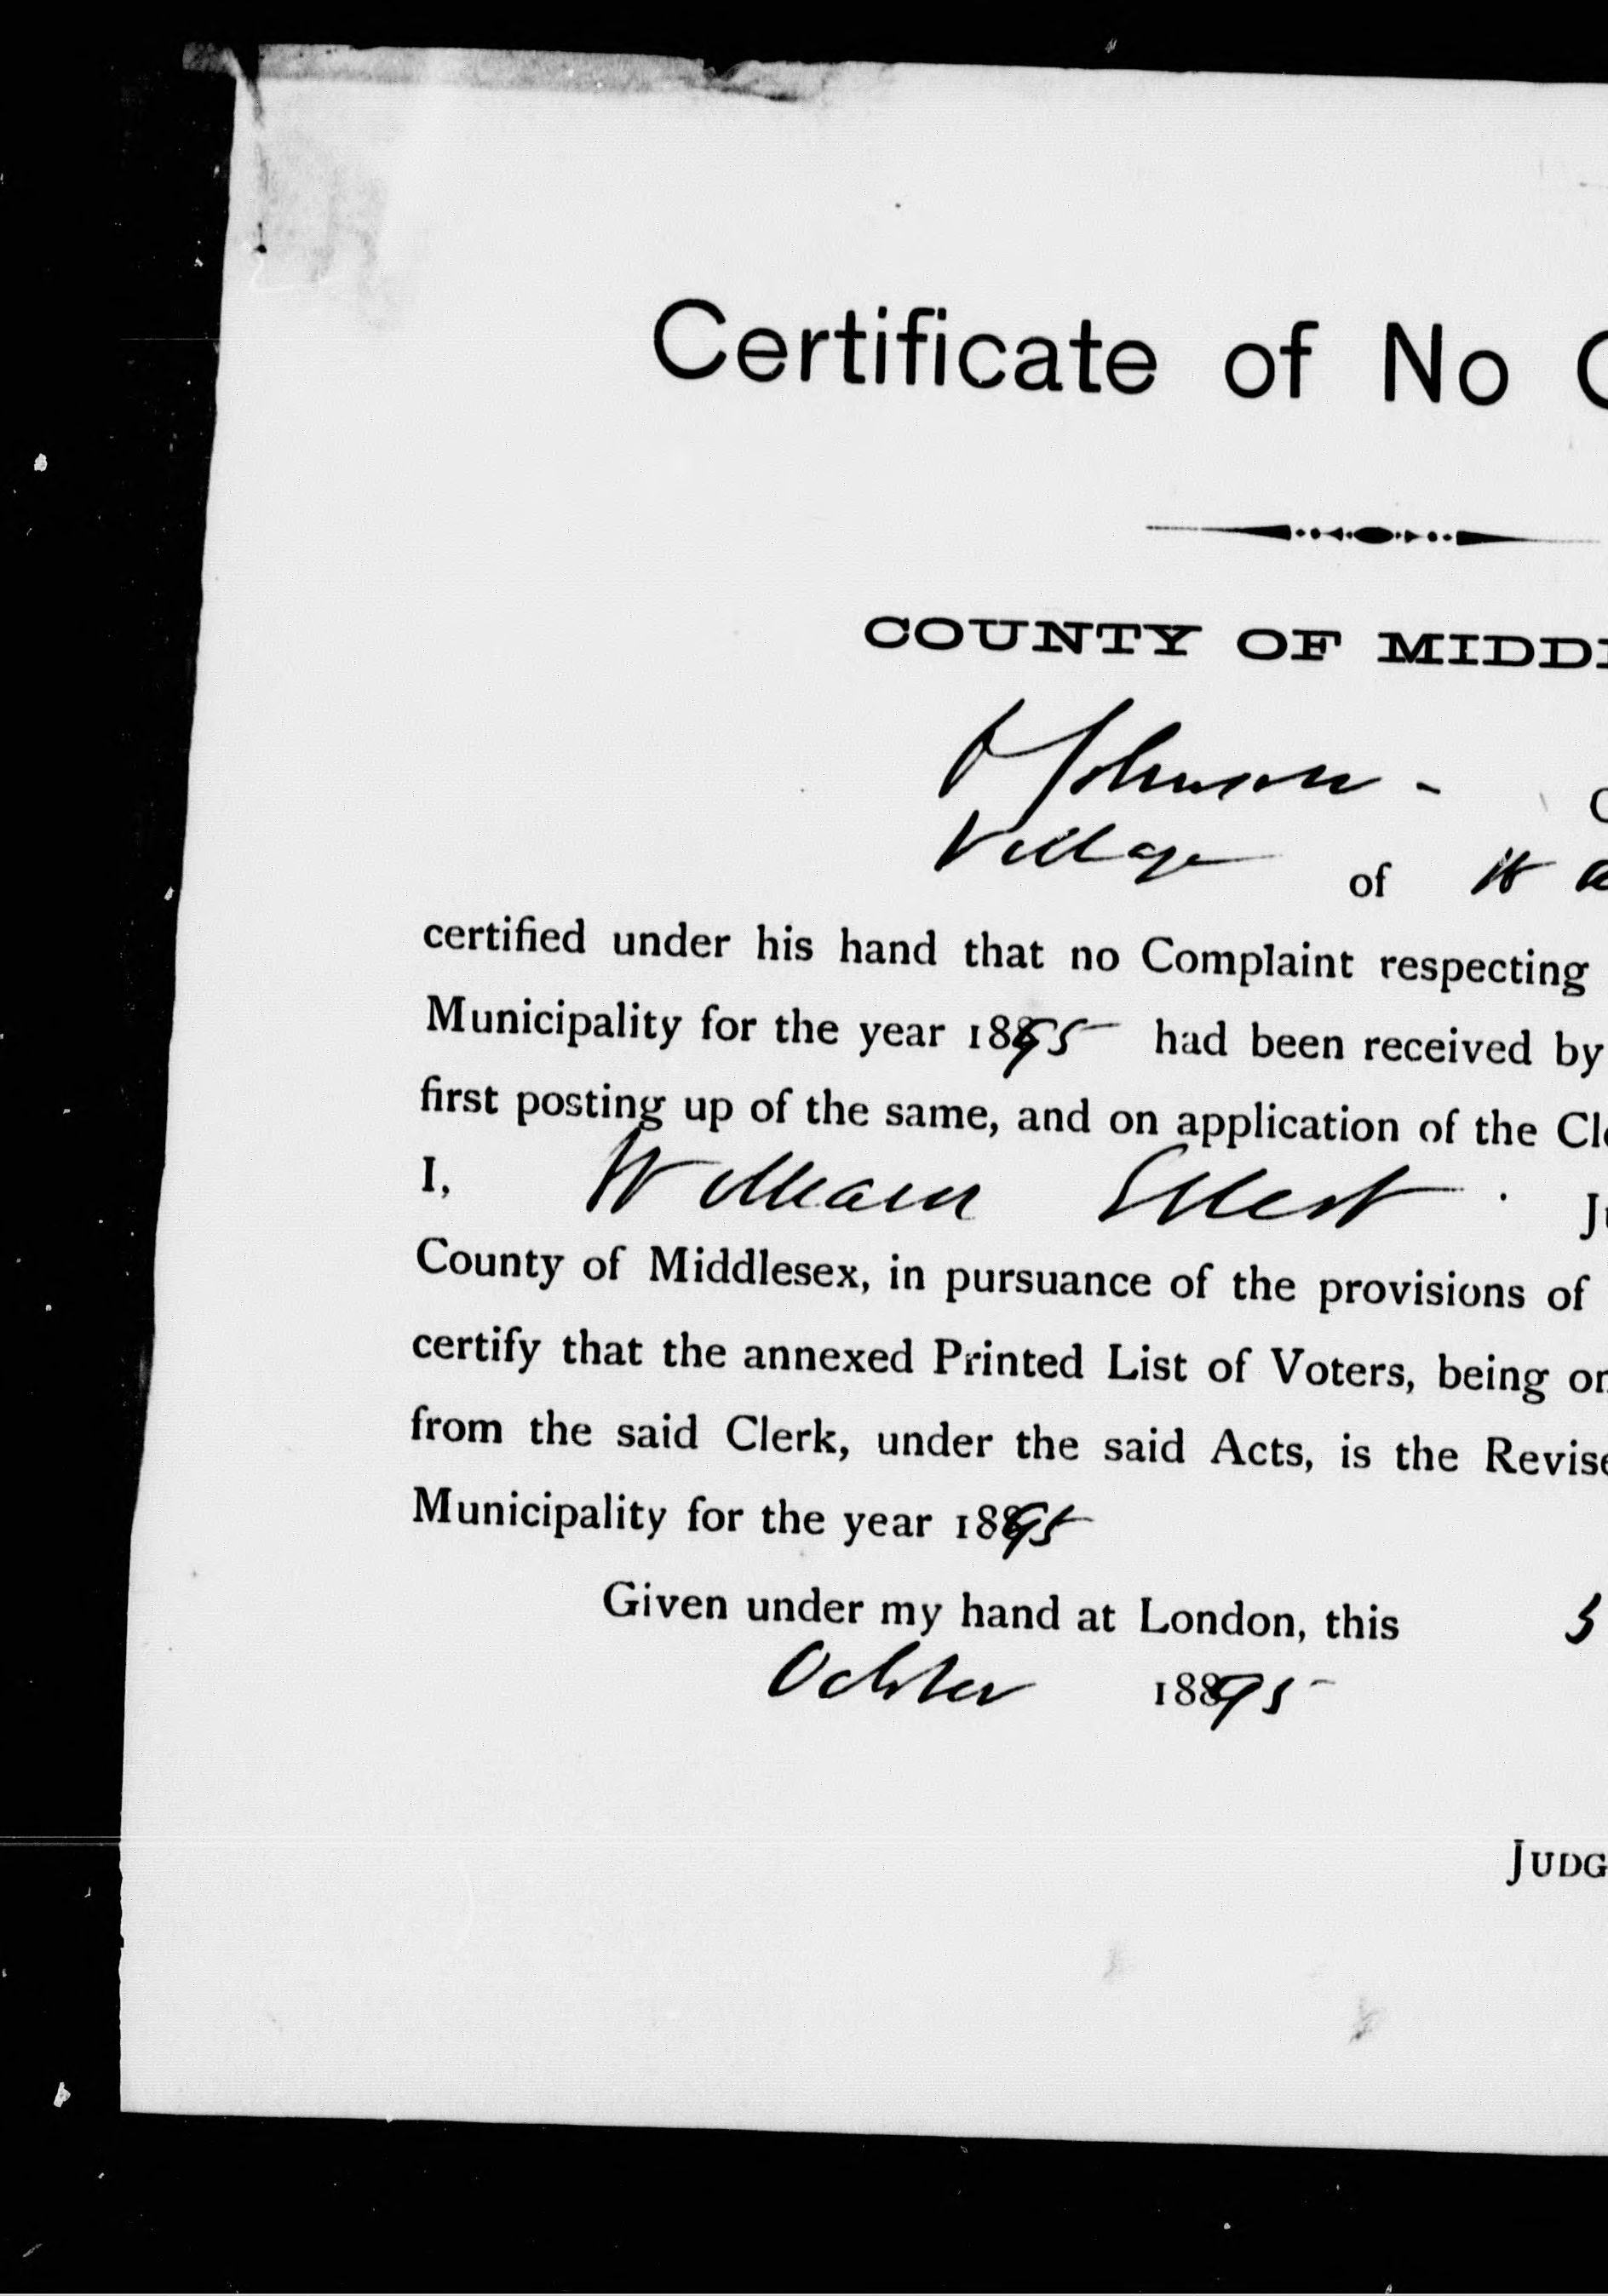 Certificate of No
COUNTY OF MIDD
Johnson -
Village of
certified under his hand that no Complaint respecting
Municipality for the year 1895 had been received by
first posting up of the same, and on application of the Cl
I, William Elliot . J
County of Middlesex, in pursuance of the provisions of
certify that the annexed Printed List of Voters, being or
from the said Clerk, under the said Acts, is the Revise
Municipality for the year 1895
Given under my hand at London, this 3
October 1895
JUDG